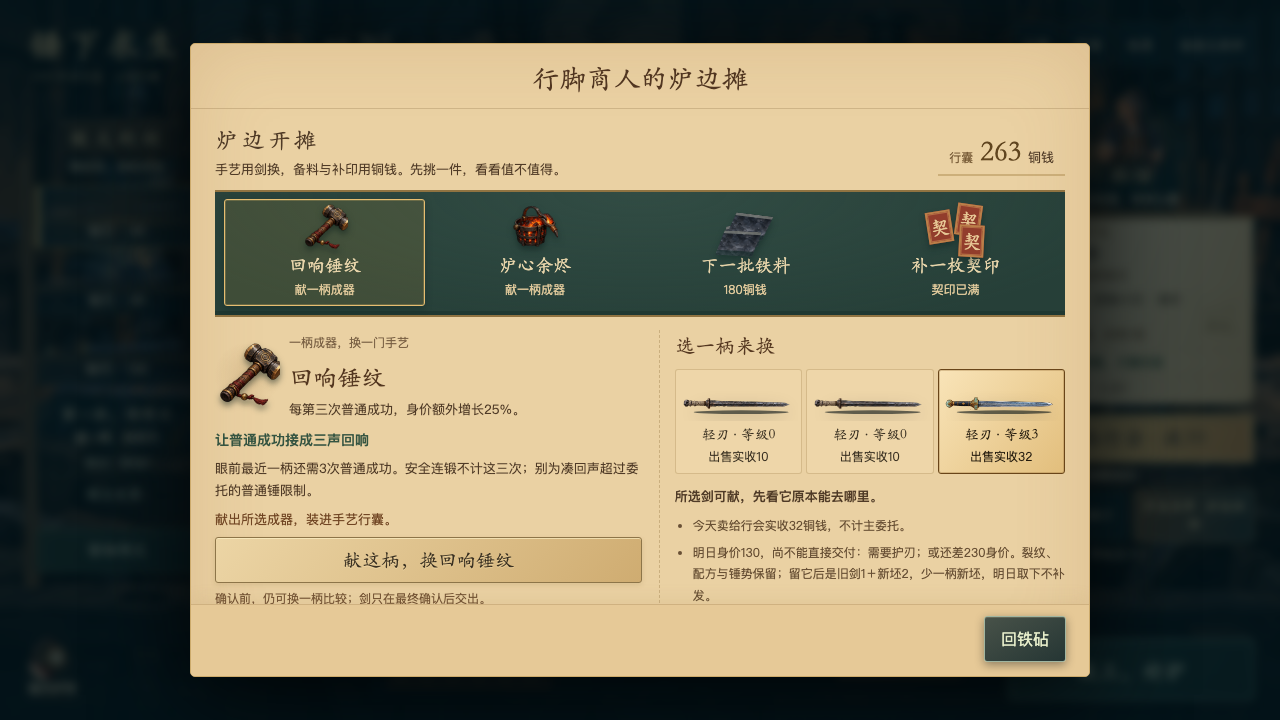 行脚商人的炉边摊
炉边开摊
手艺用剑换，备料与补印用铜钱。先挑一件，看看值不值得。
行囊 263 铜钱
回响锤纹
献一柄成器
炉心余烬
献一柄成器
下一批铁料
180铜钱
契
契
契
补一枚契印
契印已满
一柄成器，换一门手艺
回响锤纹
每第三次普通成功，身价额外增长25%。
让普通成功接成三声回响
眼前最近一柄还需3次普通成功。安全连锻不计这三次；别为凑回声超过委
托的普通锤限制。
献出所选成器，装进手艺行囊。
献这柄，换回响锤纹
确认前，仍可换一柄比较；剑只在最终确认后交出。
选一柄来换
轻刃·等级0
出售实收10
轻刃·等级0
出售实收10
轻刃·等级3
出售实收32
所选剑可献，先看它原本能去哪里。
• 今天卖给行会实收32铜钱，不计主委托。
• 明日身价130，尚不能直接交付：需要护刃；或还差230身价。裂纹、
配方与锤势保留；留它后是旧剑1＋新坯2，少一柄新坯，明日取下不补
发。
回铁砧